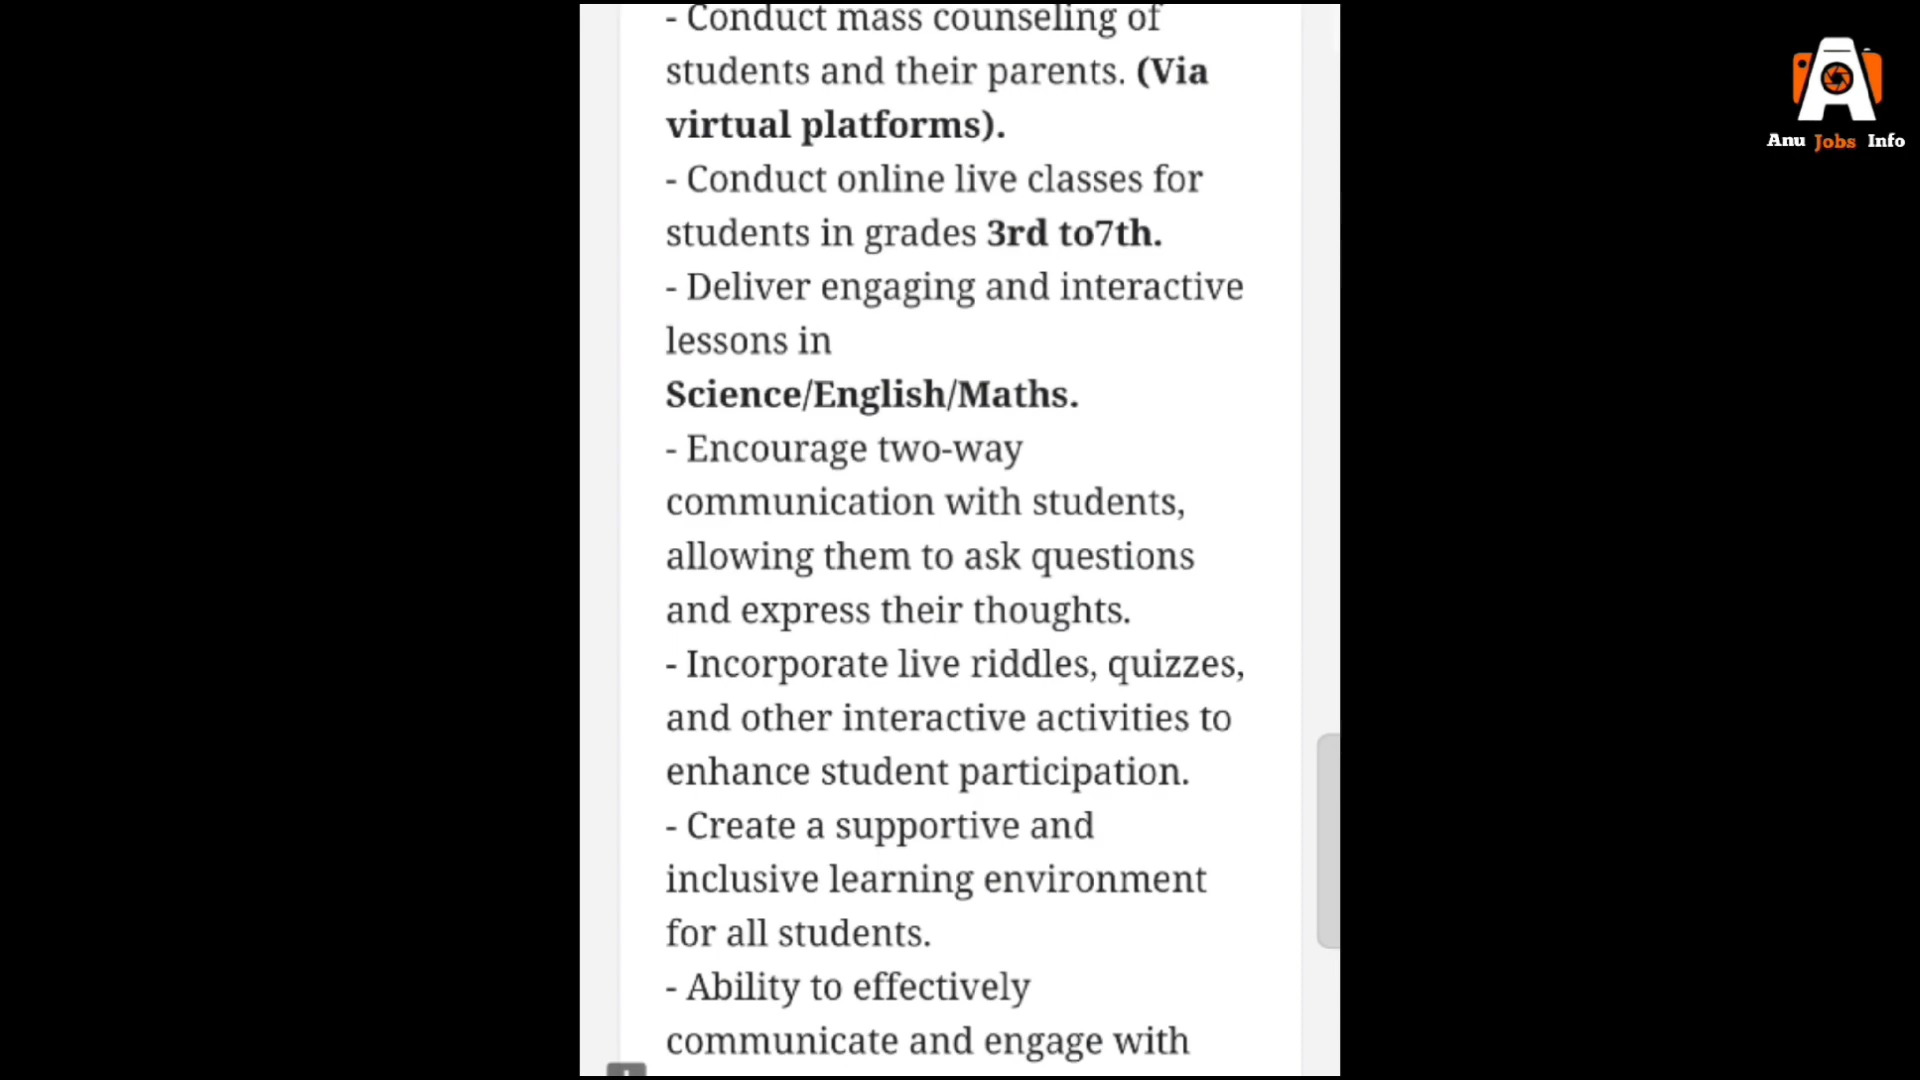 - Conduct mass counseling of
students and their parents. (Via
virtual platforms).
- Conduct online live classes for
students in grades 3rd to7th.
- Deliver engaging and interactive
lessons in
Science/English/Maths.
- Encourage two-way
communication with students,
allowing them to ask questions
and express their thoughts.
- Incorporate live riddles, quizzes,
and other interactive activities to
enhance student participation.
- Create a supportive and
inclusive learning environment
for all students.
- Ability to effectively
communicate and engage with
Anu Jobs Info